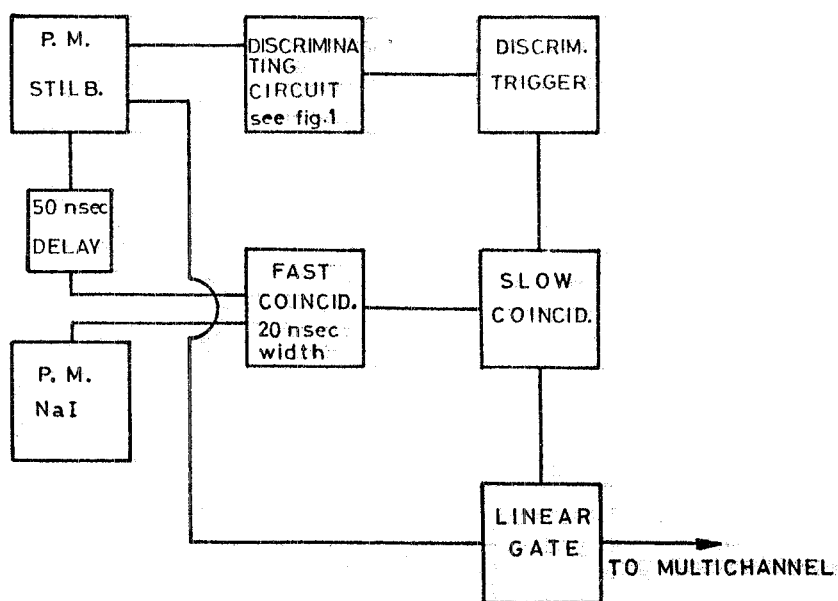 P. M.
STILB.
DISCRIMINA
TING
CIRCUIT
see fig.1
DISCRIM.
TRIGGER
50 nsec
DELAY
FAST
COINCID.
20 nsec
width
SLOW
COINCID.
P. M.
NaI
LINEAR
GATE
TO MULTICHANNEL